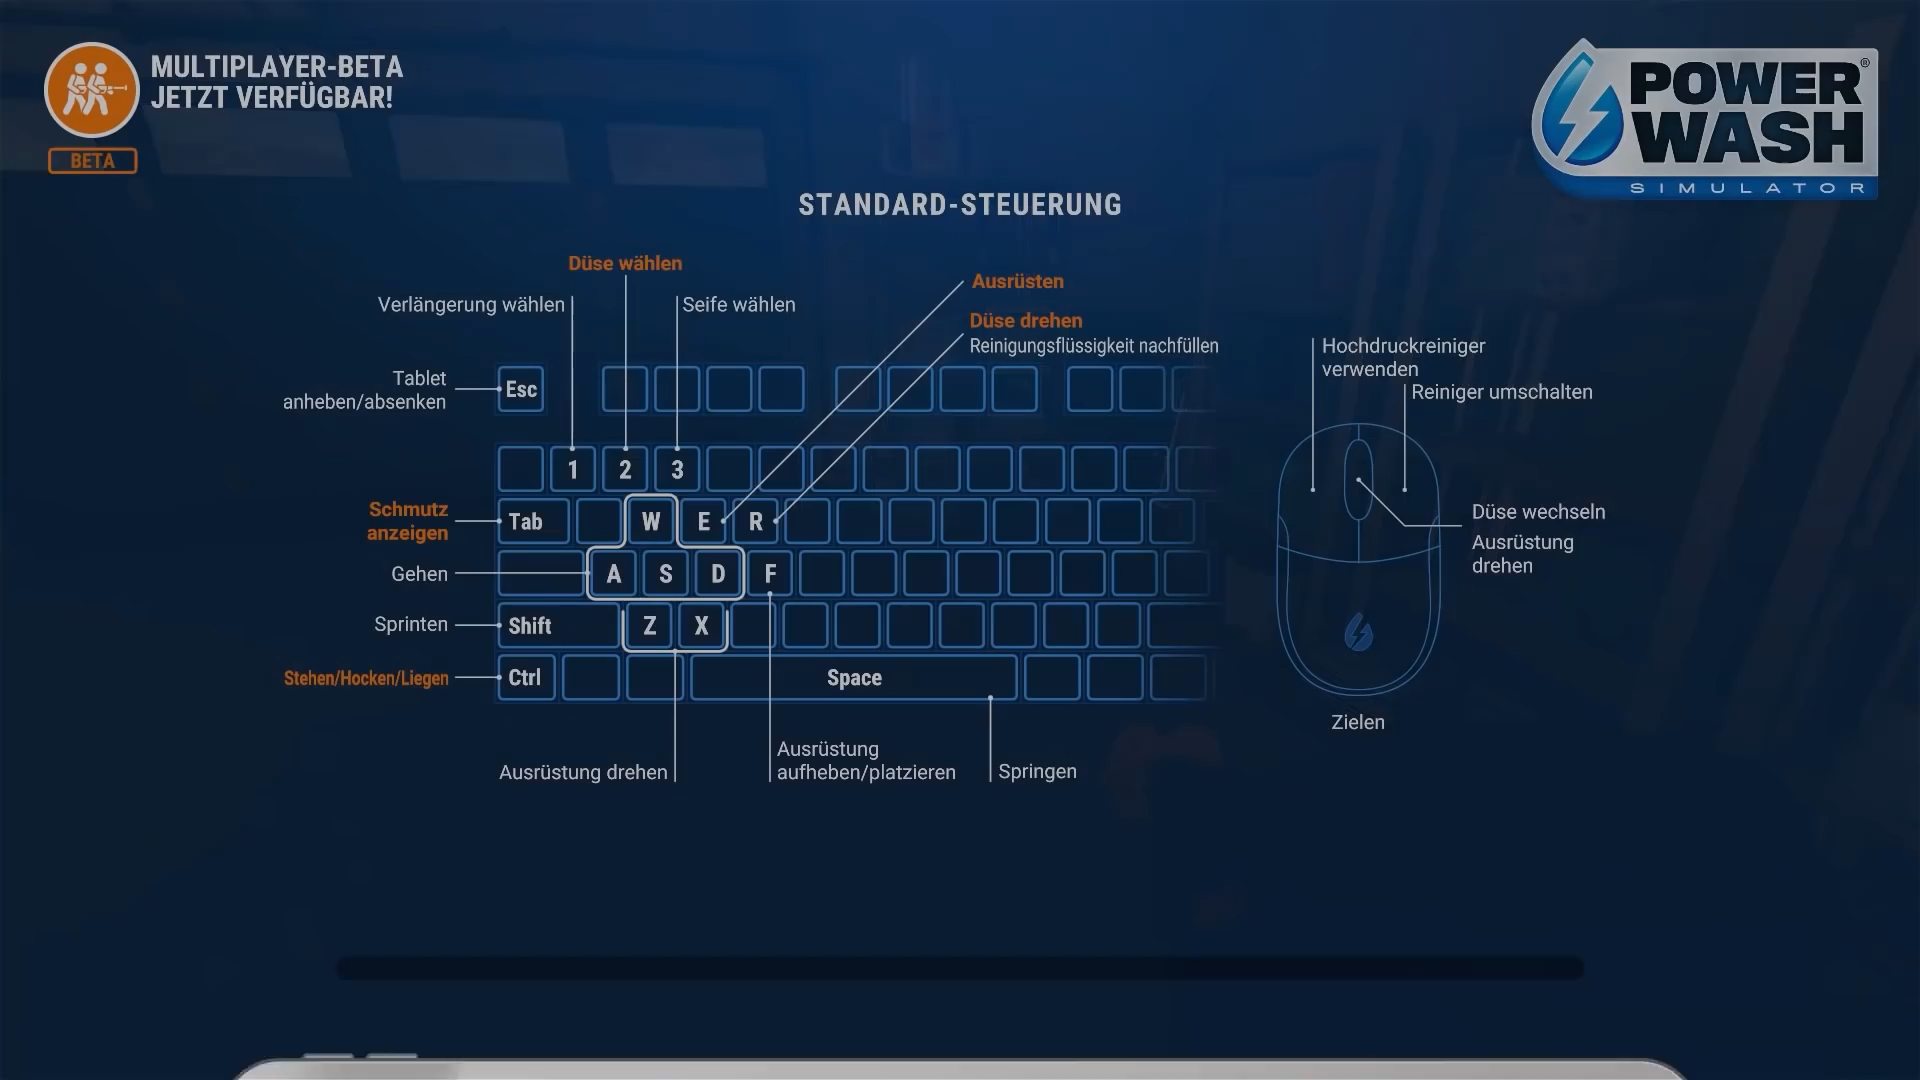 MULTIPLAYER-BETA
JETZT VERFÜGBAR!
BETA
POWER®
WASH
SIMULATOR
STANDARD-STEUERUNG
Düse wählen
Verlängerung wählen
Seife wählen
Ausrüsten
Düse drehen
Reinigungsflüssigkeit nachfüllen
Hochdruckreiniger
verwenden
Reiniger umschalten
Tablet
anheben/absenken
Esc
1 2 3
Schmutz
anzeigen
Tab W E R
Düse wechseln
Ausrüstung
drehen
Gehen
A S D F
Sprinten
Shift Z X
Stehen/Hocken/Liegen
Ctrl Space
Zielen
Ausrüstung drehen
Ausrüstung
aufheben/platzieren
Springen